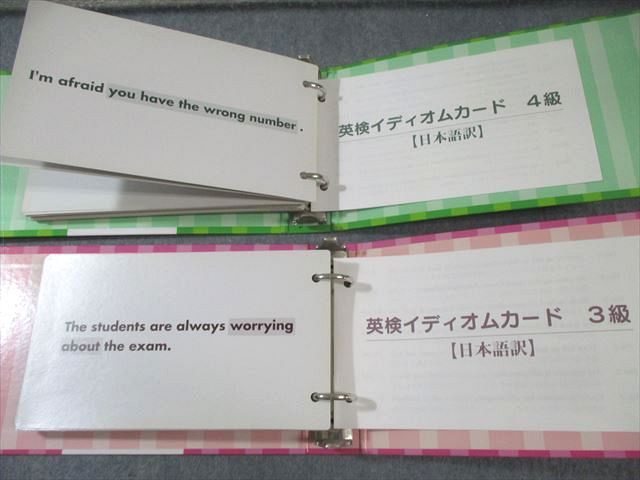 I'm afraid you have the wrong number.
英検イディオムカード 4級
【日本語訳】
The students are always worrying
about the exam.
英検イディオムカード 3級
【日本語訳】